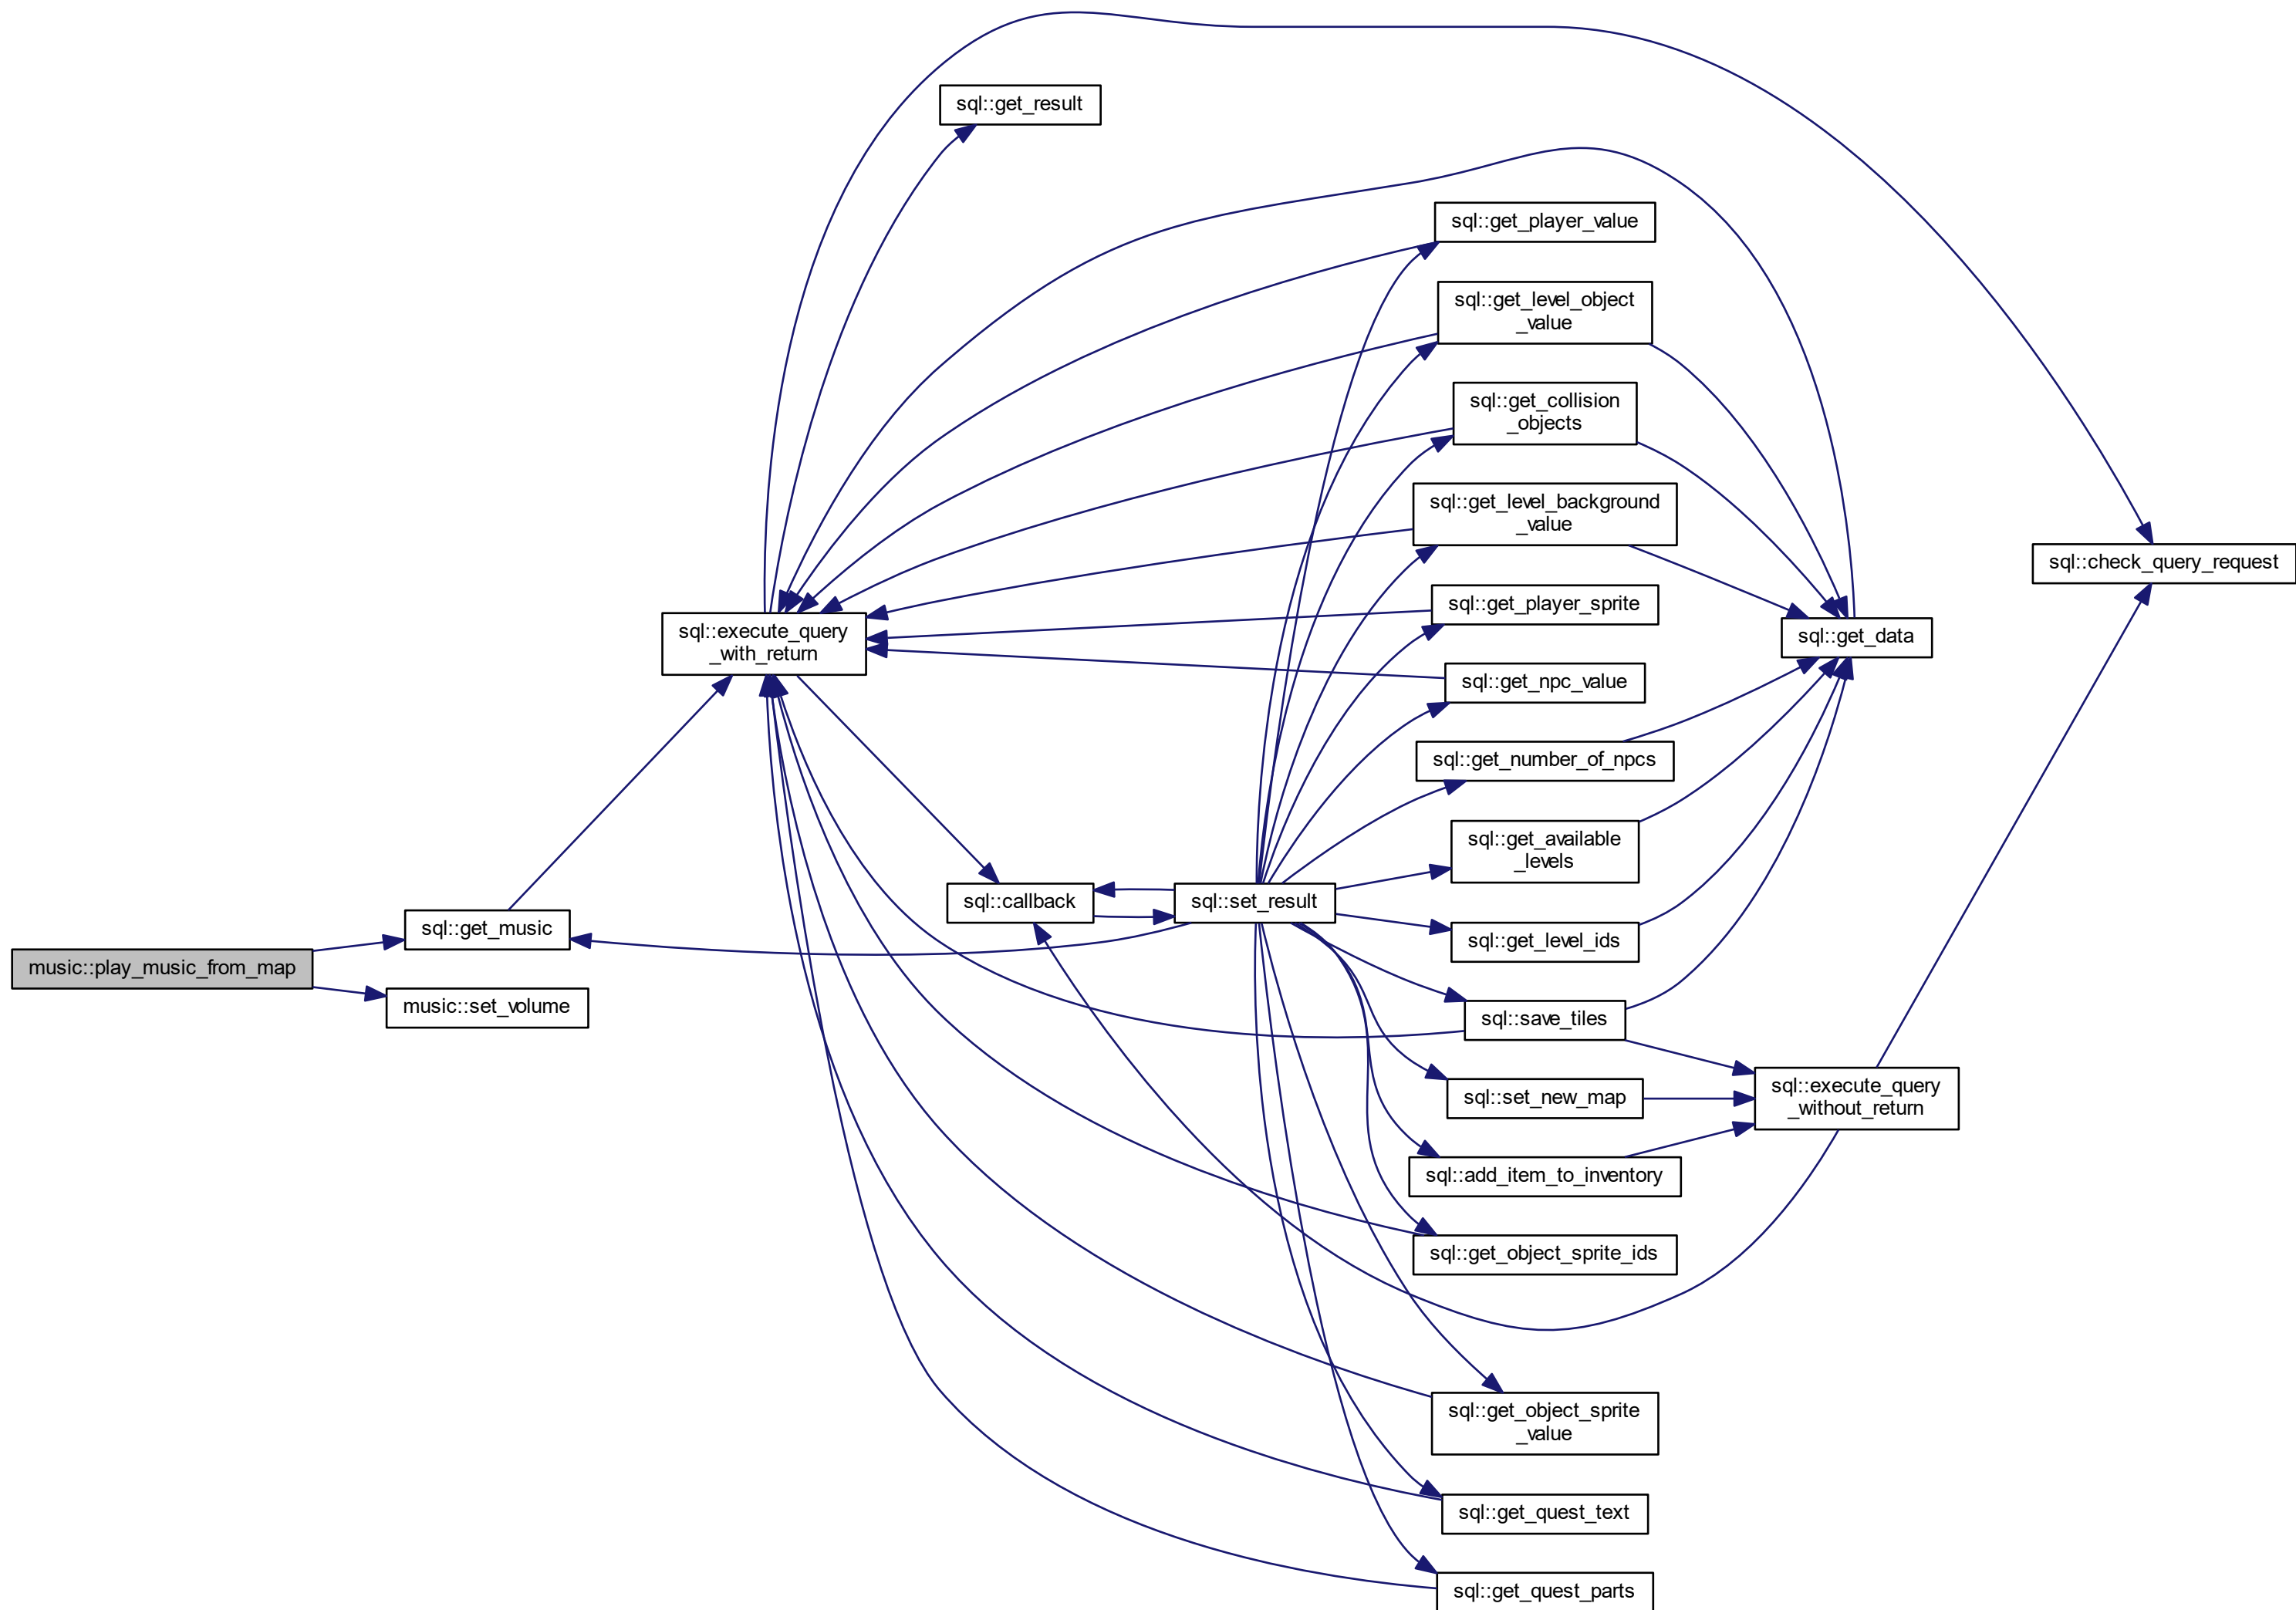 sql::get_result
sql::get_player_value
sql::get_level_object
_value
sql::get_collision
_objects
sql::get_level_background
_value
sql::check_query_request
sql::get_player_sprite
sql::execute_query
_with_return
sql::get_data
sql::get_npc_value
sql::get_number_of_npcs
sql::get_available
_levels
sql::callback
sql::set_result
sql::get_music
sql::get_level_ids
music::play_music_from_map
music::set_volume
sql::save_tiles
sql::set_new_map
sql::execute_query
_without_return
sql::add_item_to_inventory
sql::get_object_sprite_ids
sql::get_object_sprite
_value
sql::get_quest_text
sql::get_quest_parts